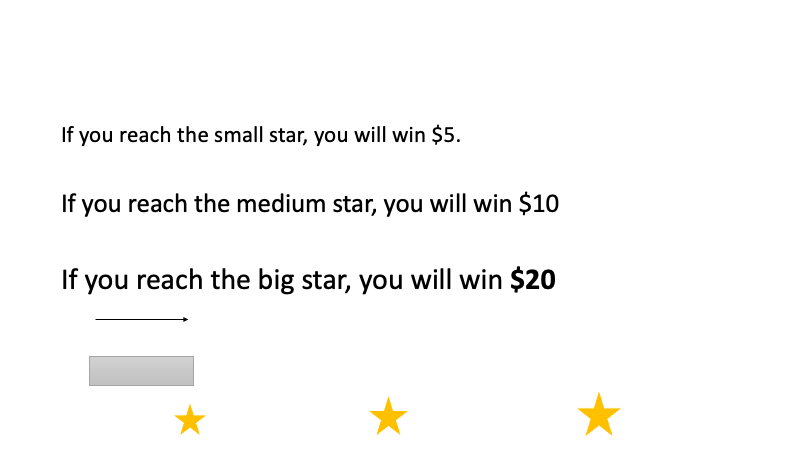 If you reach the small star, you will win $5.
If you reach the medium star, you will win $10
If you reach the big star, you will win $20